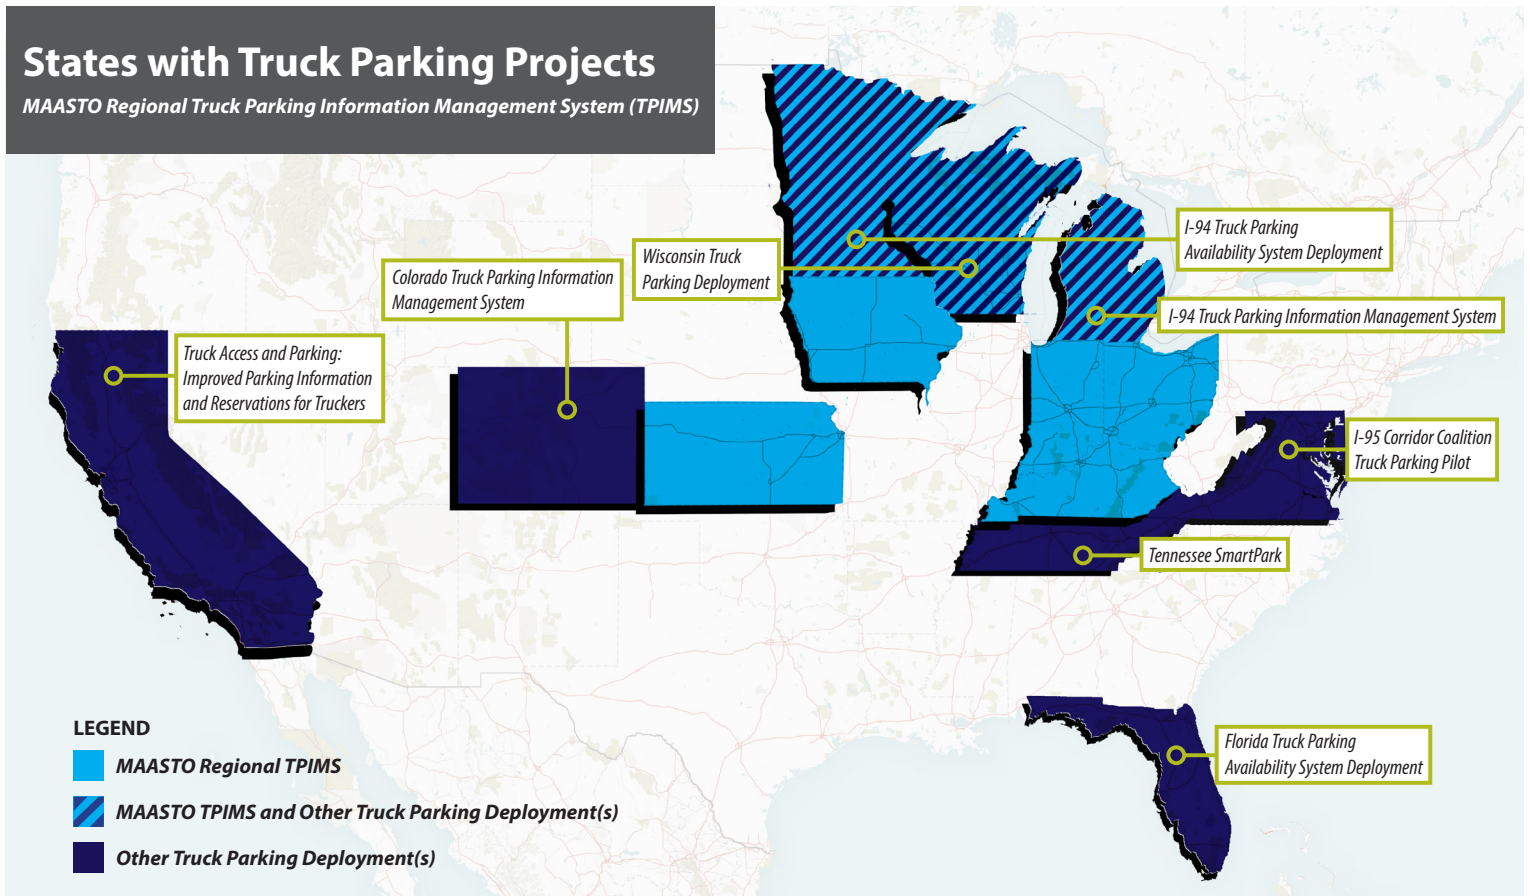 States with Truck Parking Projects
MAASTO Regional Truck Parking Information Management System (TPIMS)
I-94 Truck Parking
Availability System Deployment
Wisconsin Truck
Parking Deployment
Colorado Truck Parking Information
Management System
I-94 Truck Parking Information Management System
Truck Access and Parking:
Improved Parking Information
and Reservations for Truckers
I-95 Corridor Coalition
Truck Parking Pilot
Tennessee SmartPark
Florida Truck Parking
Availability System Deployment
LEGEND
MAASTO Regional TPIMS
MAASTO TPIMS and Other Truck Parking Deployment(s)
Other Truck Parking Deployment(s)